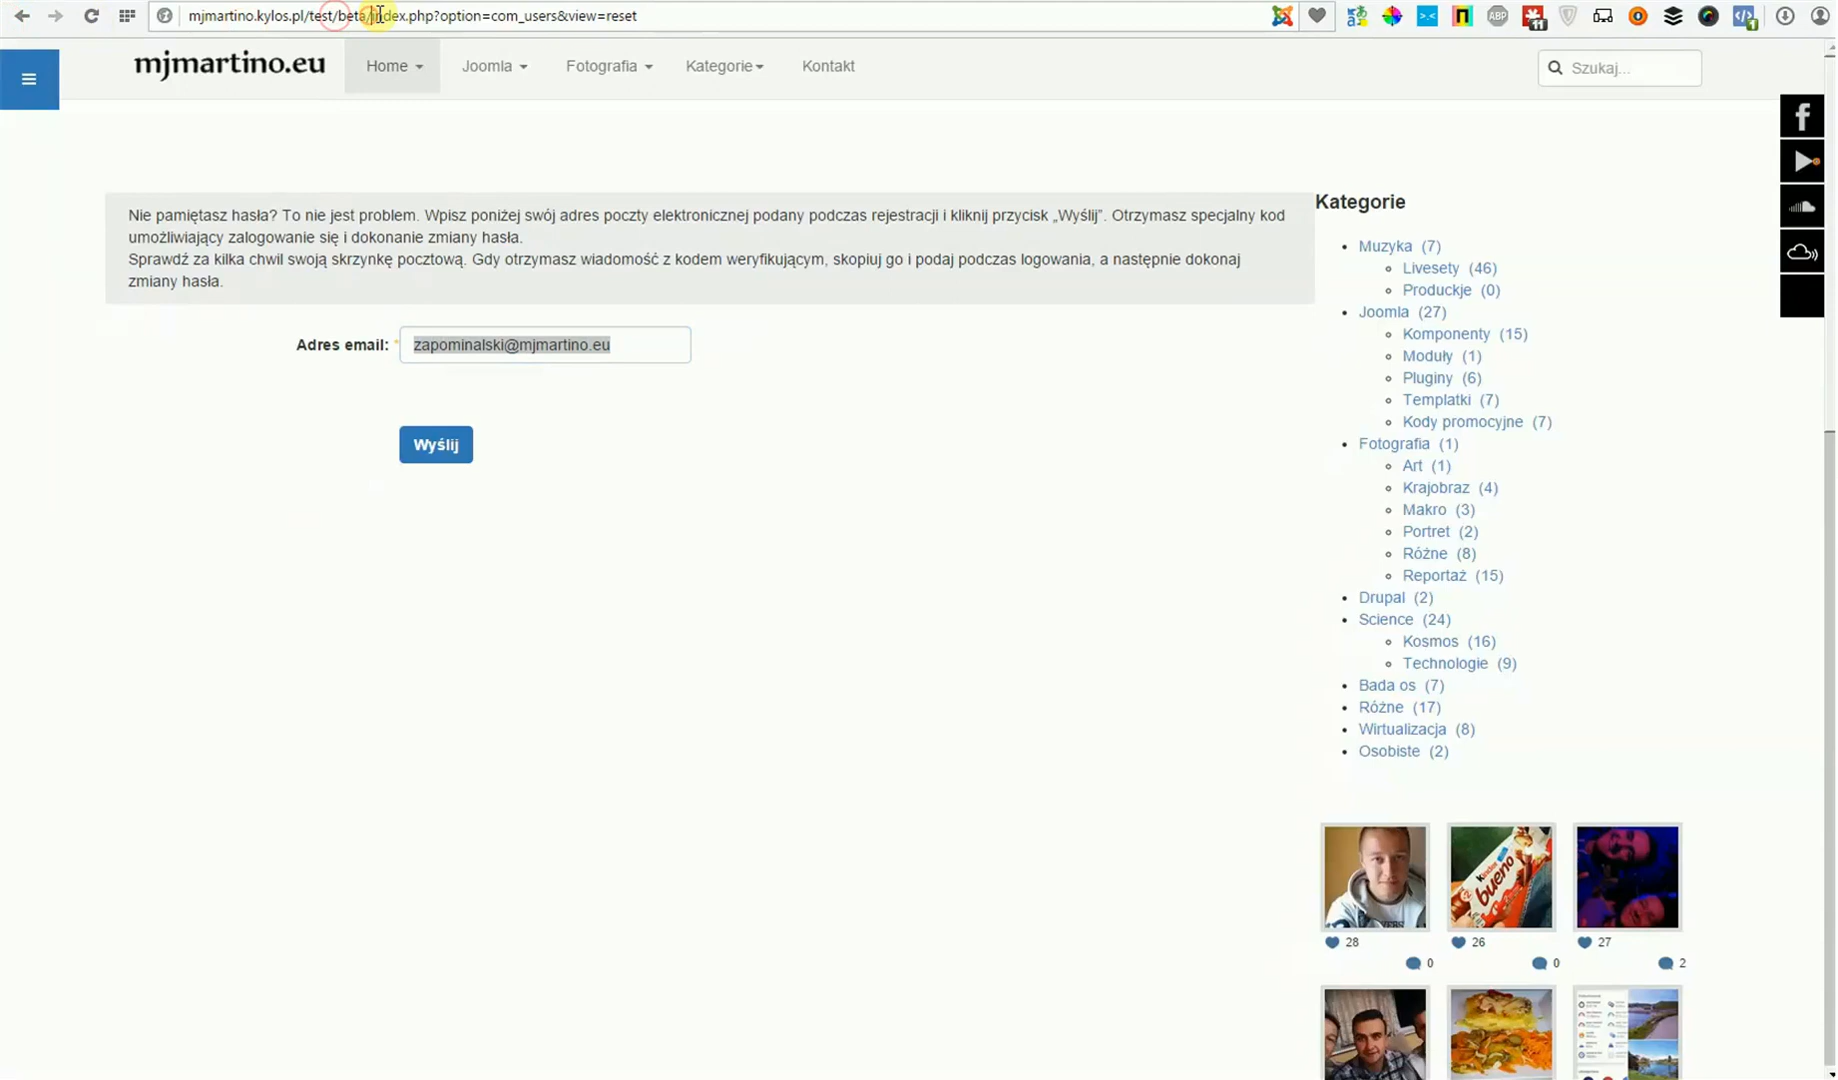 mjmartino.kylos.pl/test/beta/index.php?option=com_users&view=reset
ABP
11
1
mjmartino.eu
Home
Joomla
Fotografia
Kategorie
Kontakt
Szukaj...
Nie pamiętasz hasła? To nie jest problem. Wpisz poniżej swój adres poczty elektronicznej podany podczas rejestracji i kliknij przycisk „Wyślij”. Otrzymasz specjalny kod
umożliwiający zalogowanie się i dokonanie zmiany hasła.
Sprawdź za kilka chwil swoją skrzynkę pocztową. Gdy otrzymasz wiadomość z kodem weryfikującym, skopiuj go i podaj podczas logowania, a następnie dokonaj
zmiany hasła.
Adres email: *
zapominalski@mjmartino.eu
Wyślij
Kategorie
Muzyka (7)
Livesety (46)
Produckje (0)
Joomla (27)
Komponenty (15)
Moduły (1)
Pluginy (6)
Templatki (7)
Kody promocyjne (7)
Fotografia (1)
Art (1)
Krajobraz (4)
Makro (3)
Portret (2)
Różne (8)
Reportaż (15)
Drupal (2)
Science (24)
Kosmos (16)
Technologie (9)
Bada os (7)
Różne (17)
Wirtualizacja (8)
Osobiste (2)
kinder
bueno
28
0
26
0
27
2